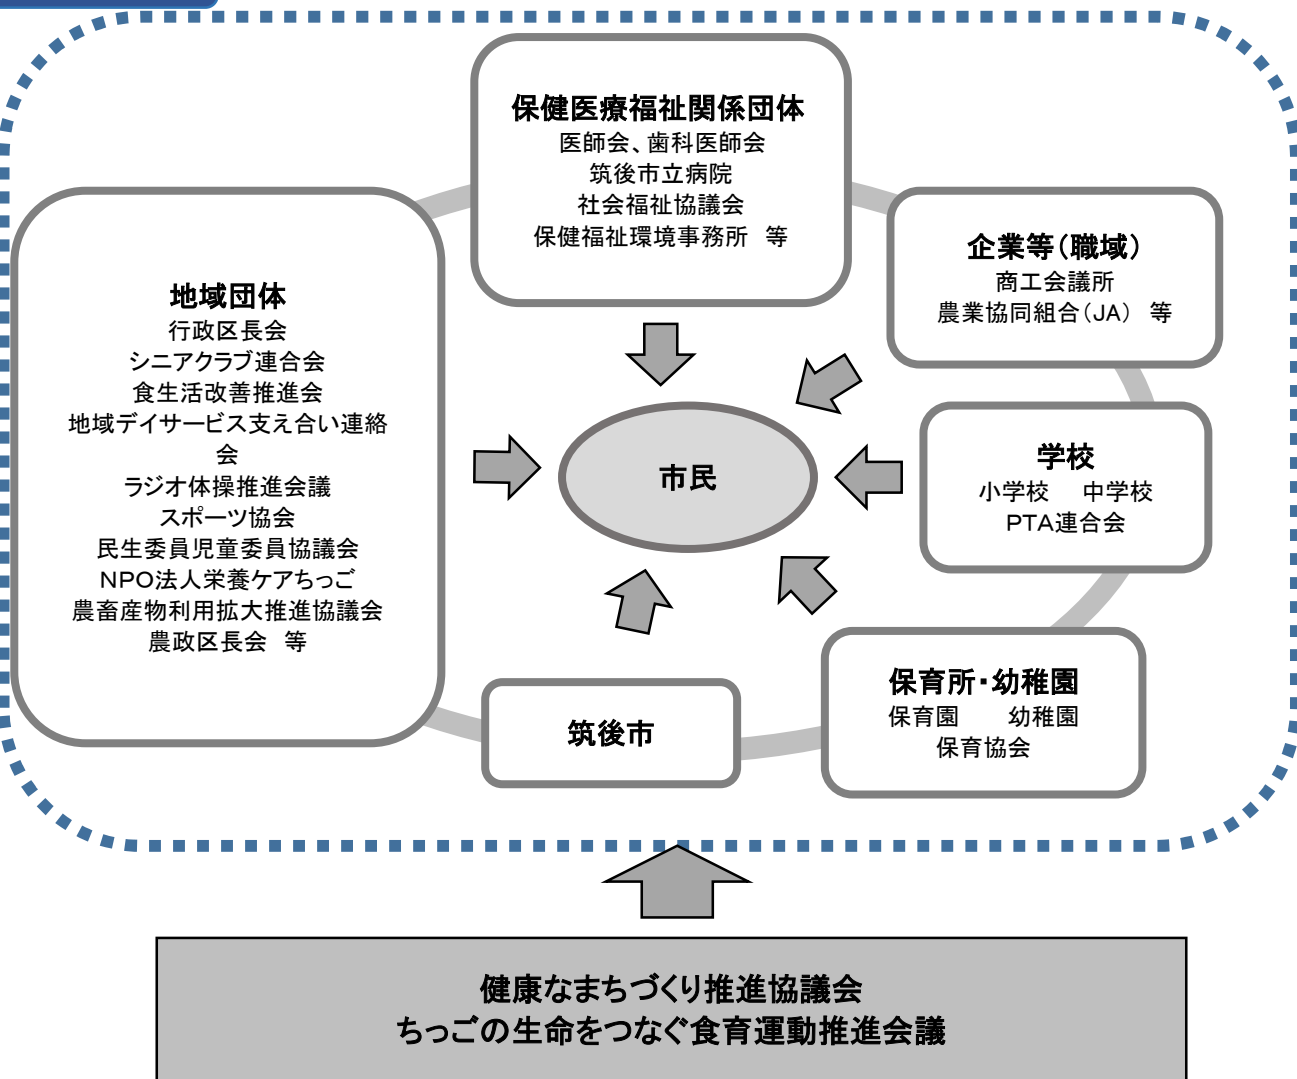 保健医療福祉関係団体
医師会、歯科医師会
筑後市立病院
社会福祉協議会
保健福祉環境事務所　等
企業等（職域）
商工会議所
農業協同組合（JA）　等
地域団体
行政区長会
シニアクラブ連合会
食生活改善推進会
地域デイサービス支え合い連絡
会
ラジオ体操推進会議
スポーツ協会
民生委員児童委員協議会
NPO法人栄養ケアちっご
農畜産物利用拡大推進協議会
農政区長会　等
市民
学校
小学校　中学校
PTA連合会
保育所・幼稚園
保育園　幼稚園
保育協会
筑後市
健康なまちづくり推進協議会
ちっごの生命をつなぐ食育運動推進会議